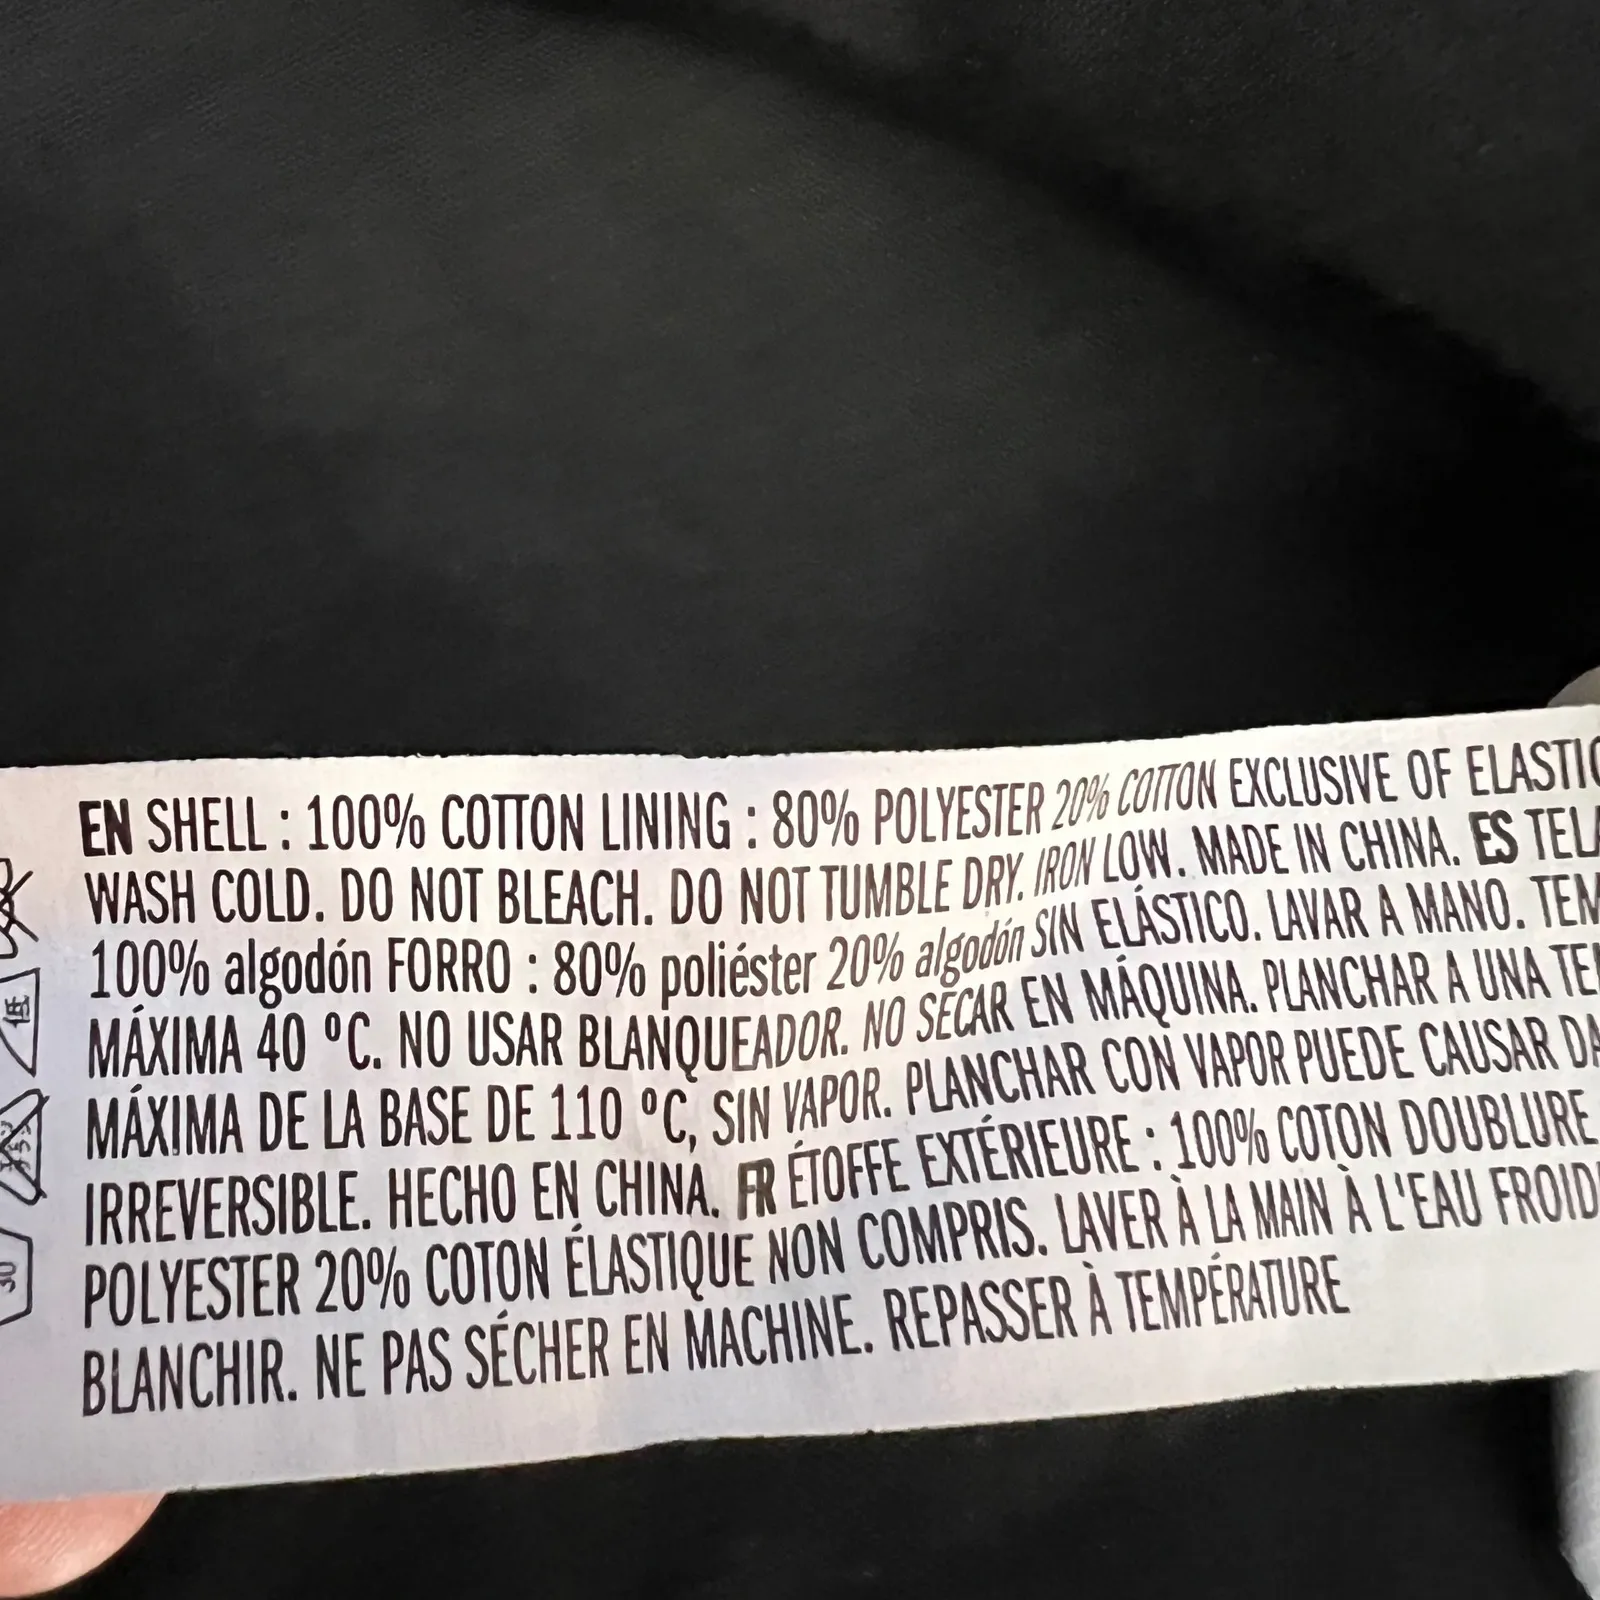 EN SHELL : 100% COTTON LINING : 80% POLYESTER 20% COTTON EXCLUSIVE OF ELASTIC
WASH COLD. DO NOT BLEACH. DO NOT TUMBLE DRY. IRON LOW. MADE IN CHINA. ES TELA
100% algodón FORRO : 80% poliéster 20% algodón SIN ELÁSTICO. LAVAR A MANO. TEM
MÁXIMA 40 °C. NO USAR BLANQUEADOR. NO SECAR EN MÁQUINA. PLANCHAR A UNA TE
MÁXIMA DE LA BASE DE 110 °C, SIN VAPOR. PLANCHAR CON VAPOR PUEDE CAUSAR DA
IRREVERSIBLE. HECHO EN CHINA. FR ÉTOFFE EXTÉRIEURE : 100% COTON DOUBLURE
POLYESTER 20% COTON ÉLASTIQUE NON COMPRIS. LAVER À LA MAIN À L'EAU FROID
BLANCHIR. NE PAS SÉCHER EN MACHINE. REPASSER À TEMPÉRATURE
低
30